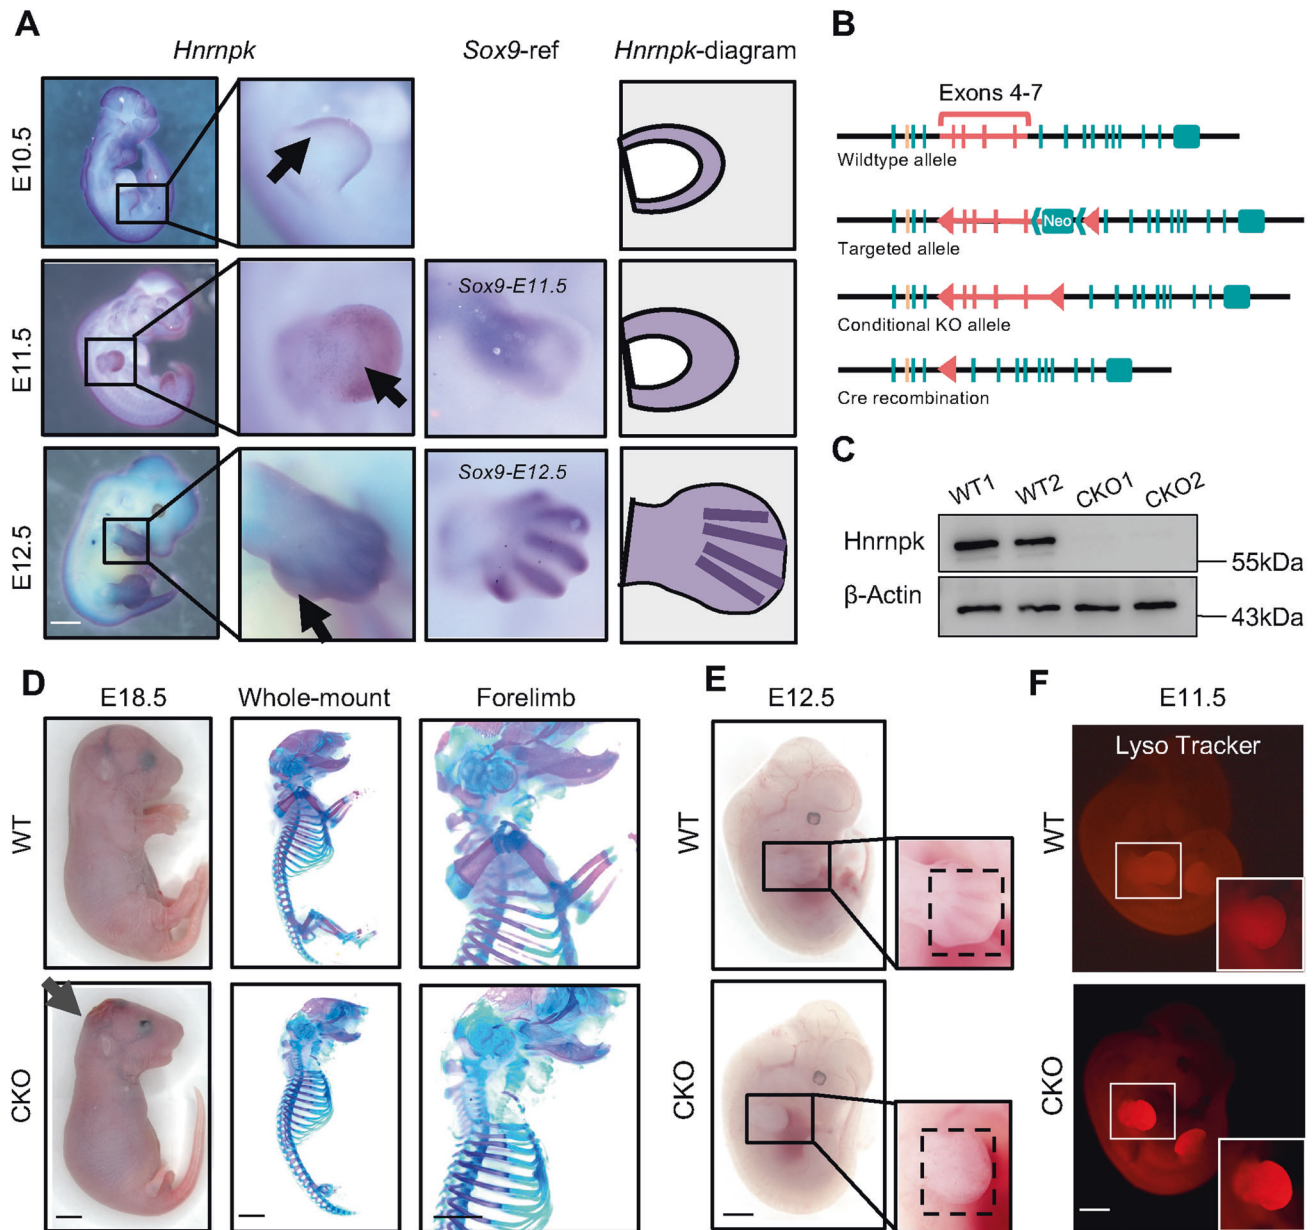 A
Hnrnpk
Sox9-ref
Hnrnpk-diagram
E10.5
E11.5
Sox9-E11.5
E12.5
Sox9-E12.5
B
Exons 4-7
Wildtype allele
Neo
Targeted allele
Conditional KO allele
Cre recombination
C
WT1 WT2 CKO1 CKO2
Hnrnpk
55kDa
β-Actin
43kDa
D
E18.5
Whole-mount
Forelimb
WT
CKO
E
E12.5
WT
CKO
F
E11.5
Lyso Tracker
WT
CKO